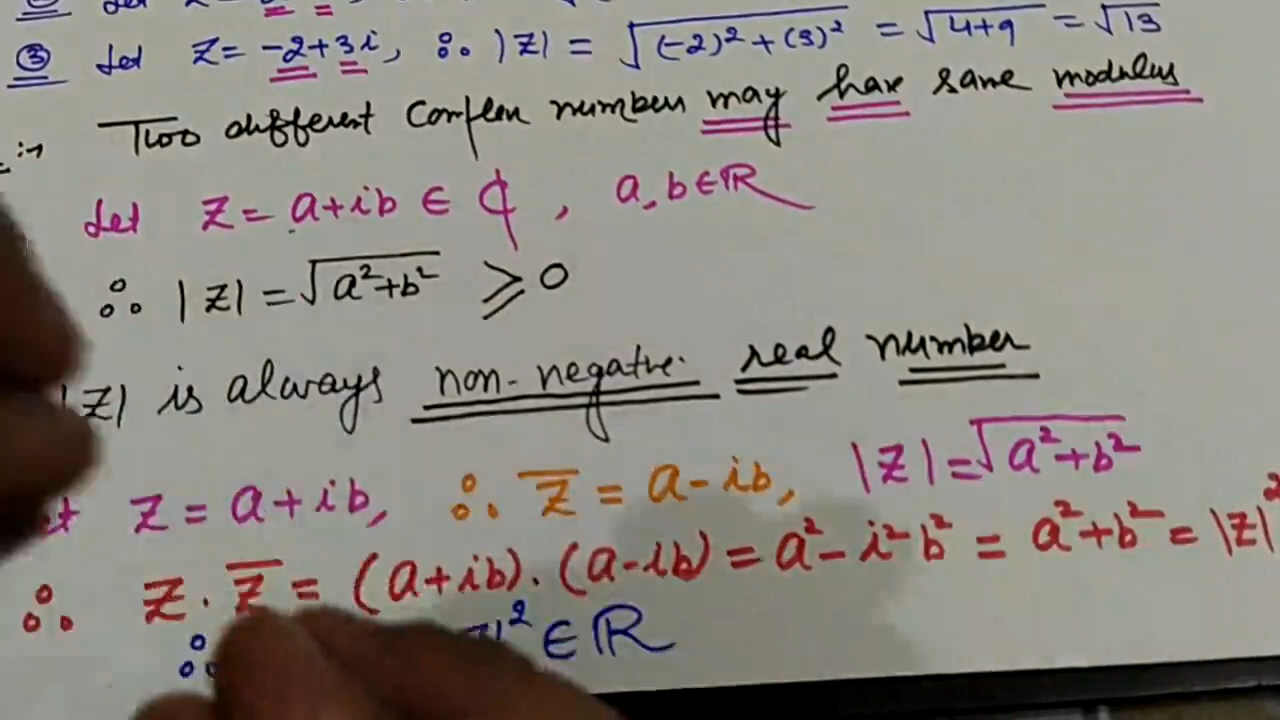 ③ Let Z = -2+3i, ∴ |Z| = √((-2)²+(3)²) = √(4+9) = √13
Two different Complex numbers may have same modulus
Let Z = a+ib ∈ ₵, a, b ∈ ℝ
∴ |Z| = √(a²+b²) ≥ 0
|Z| is always non-negative real number
Z = a+ib, ∴ Z̅ = a-ib, |Z| = √(a²+b²)
∴ Z · Z̅ = (a+ib).(a-ib) = a² - i²b² = a²+b² = |Z|²
∴ |² ∈ ℝ